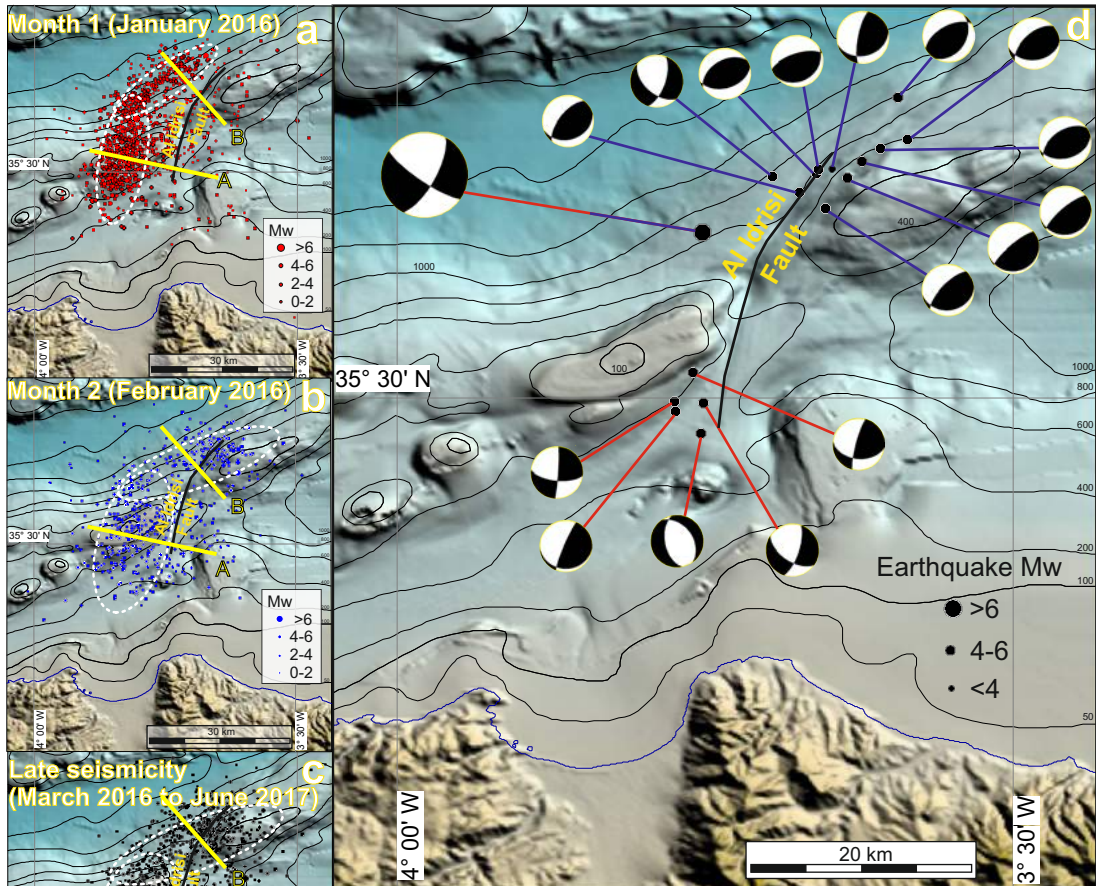 Month 1 (January 2016)
a
Al Idrisi
Fault
B
A
35° 30' N
Mw
>6
4-6
2-4
0-2
30 km
4° 00' W
3° 30' W
Month 2 (February 2016)
b
Al Idrisi
Fault
B
A
35° 30' N
Mw
>6
4-6
2-4
0-2
30 km
4° 00' W
3° 30' W
Late seismicity
(March 2016 to June 2017)
c
B
d
Al Idrisi
Fault
400
1000
100
35° 30' N
1000
800
600
400
200
100
50
Earthquake Mw
>6
4-6
<4
4° 00' W
3° 30' W
20 km